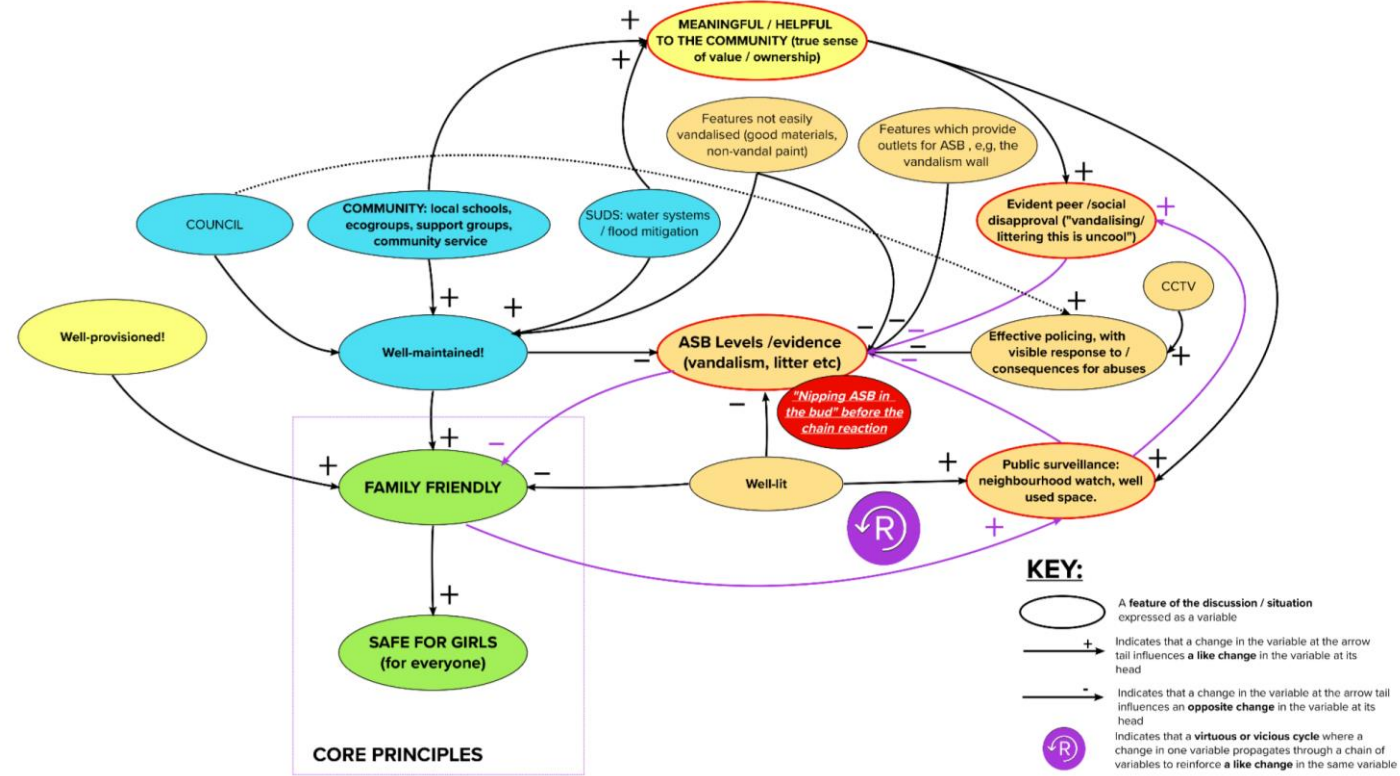 MEANINGFUL / HELPFUL
TO THE COMMUNITY (true sense
of value / ownership)
+
+
Features not easily
vandalised (good materials,
non-vandal paint)
Features which provide
outlets for ASB , e,g, the
vandalism wall
+
COUNCIL
COMMUNITY: local schools,
ecogroups, support groups,
community service
SUDS: water systems
/ flood mitigation
Evident peer /social
disapproval ("vandalising/
littering this is uncool")
+
CCTV
+
+
+
Well-provisioned!
Well-maintained!
ASB Levels /evidence
(vandalism, litter etc)
–
–
–
–
–
–
Effective policing, with
visible response to /
consequences for abuses
+
"Nipping ASB in
the bud" before the
chain reaction
–
+
–
+
FAMILY FRIENDLY
–
Well-lit
+
Public surveillance:
neighbourhood watch, well
used space.
+
R
+
+
SAFE FOR GIRLS
(for everyone)
CORE PRINCIPLES
KEY:
A feature of the discussion / situation
expressed as a variable
+
Indicates that a change in the variable at the arrow
tail influences a like change in the variable at its
head
-
Indicates that a change in the variable at the arrow tail
influences an opposite change in the variable at its
head
R
Indicates that a virtuous or vicious cycle where a
change in one variable propagates through a chain of
variables to reinforce a like change in the same variable